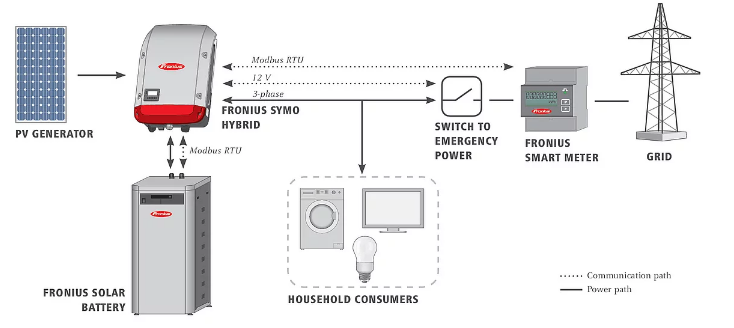 Modbus RTU
12 V
3-phase
Fronius
PV GENERATOR
FRONIUS SYMO
HYBRID
SWITCH TO
EMERGENCY
POWER
Fronius
FRONIUS
SMART METER
GRID
Modbus RTU
Fronius
FRONIUS SOLAR
BATTERY
HOUSEHOLD CONSUMERS
Communication path
Power path